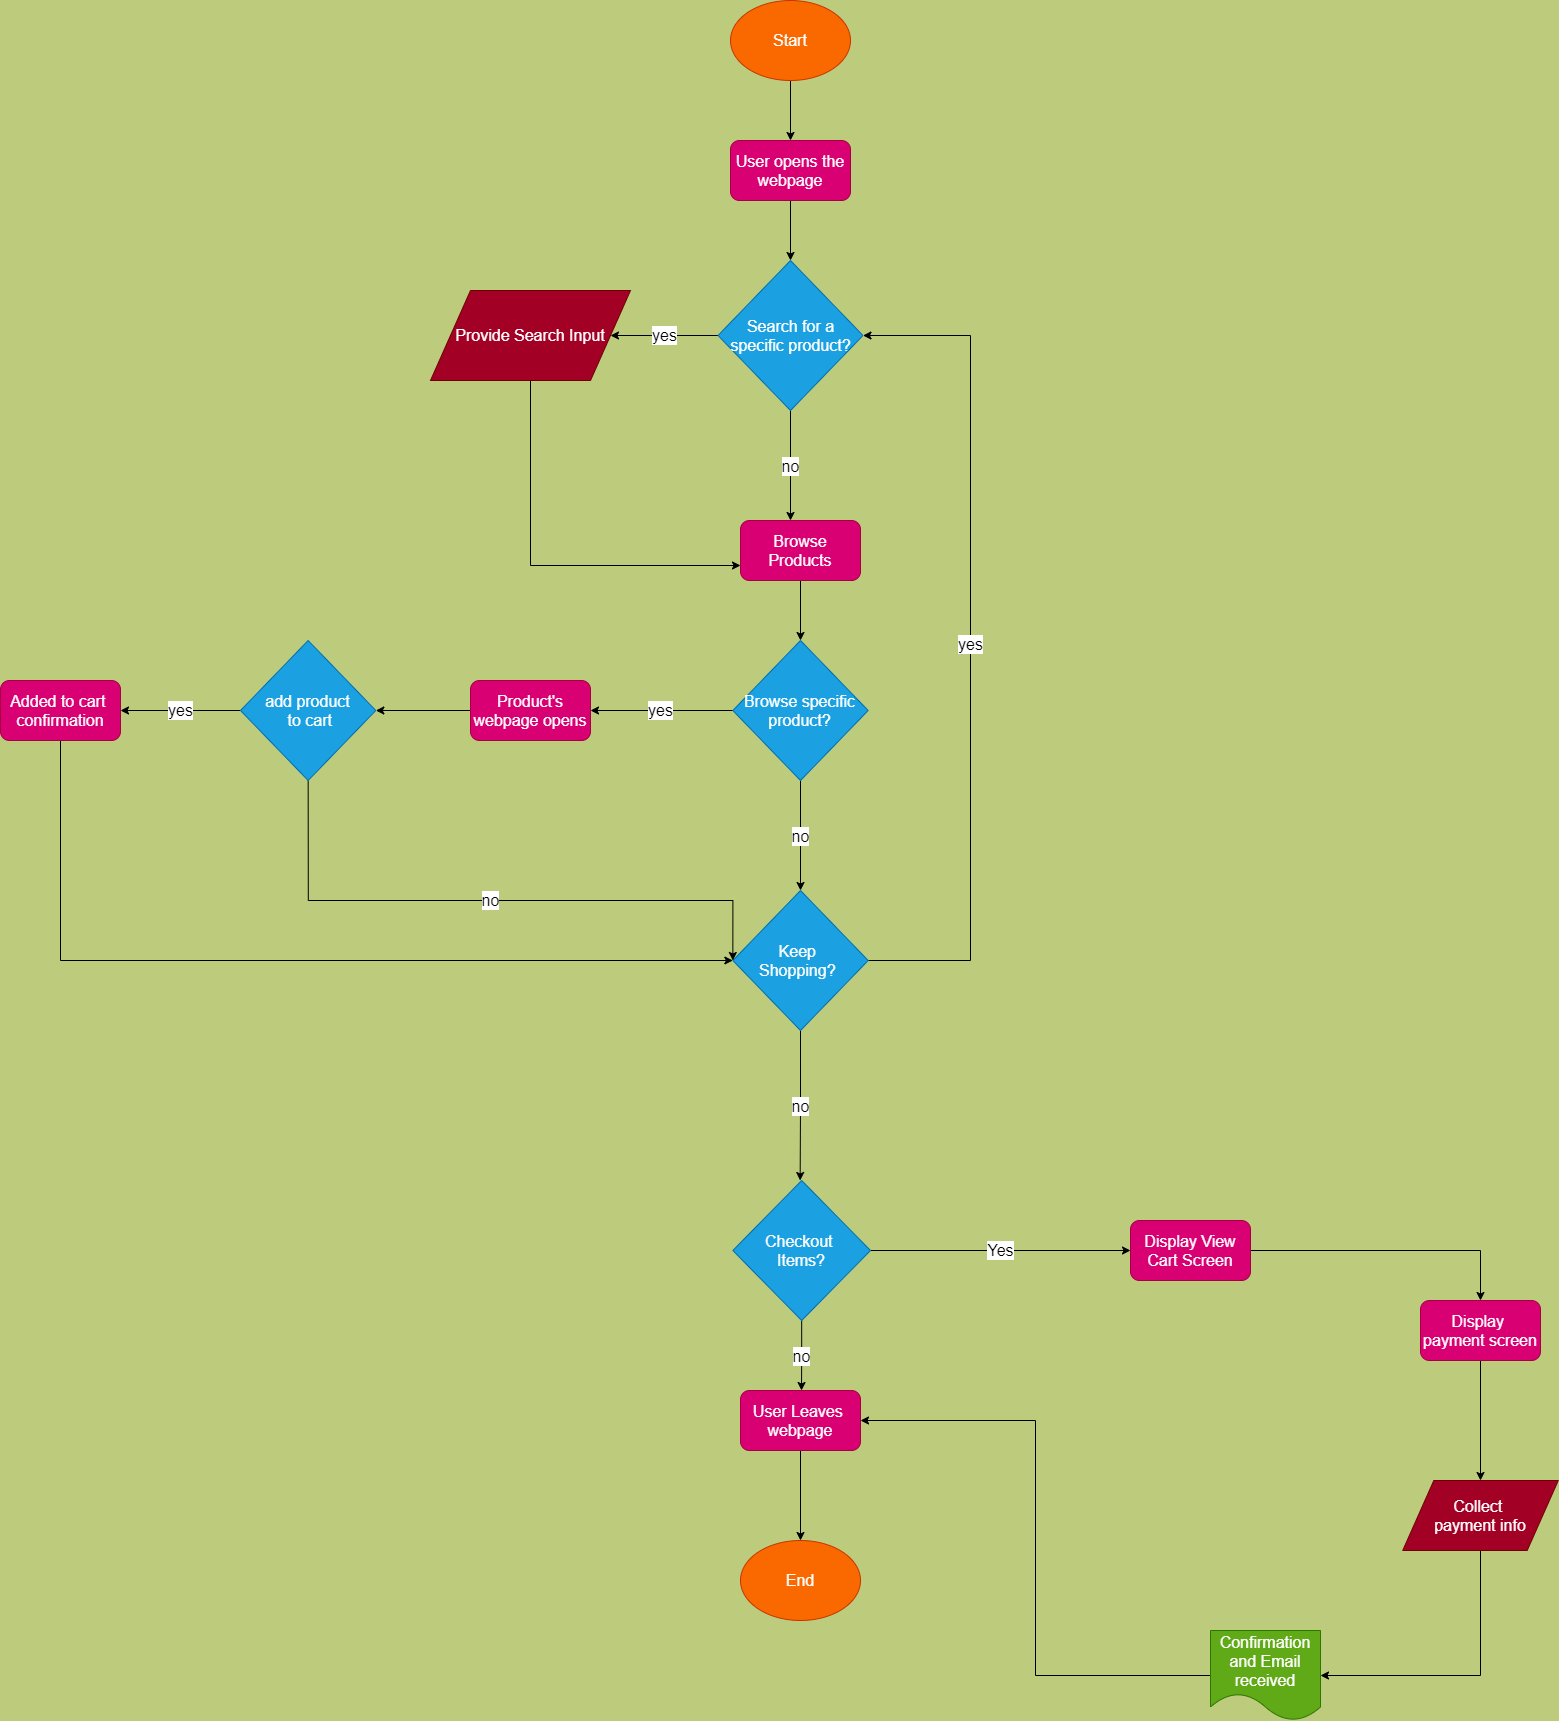 Start
User opens the
webpage
Search for a
specific product?
yes
Provide Search Input
no
Browse
Products
yes
Browse specific
product?
yes
Product's
webpage opens
add product
to cart
yes
Added to cart
confirmation
no
no
Keep
Shopping?
no
Checkout
Items?
Yes
Display View
Cart Screen
Display
payment screen
no
User Leaves
webpage
Collect
payment info
End
Confirmation
and Email
received